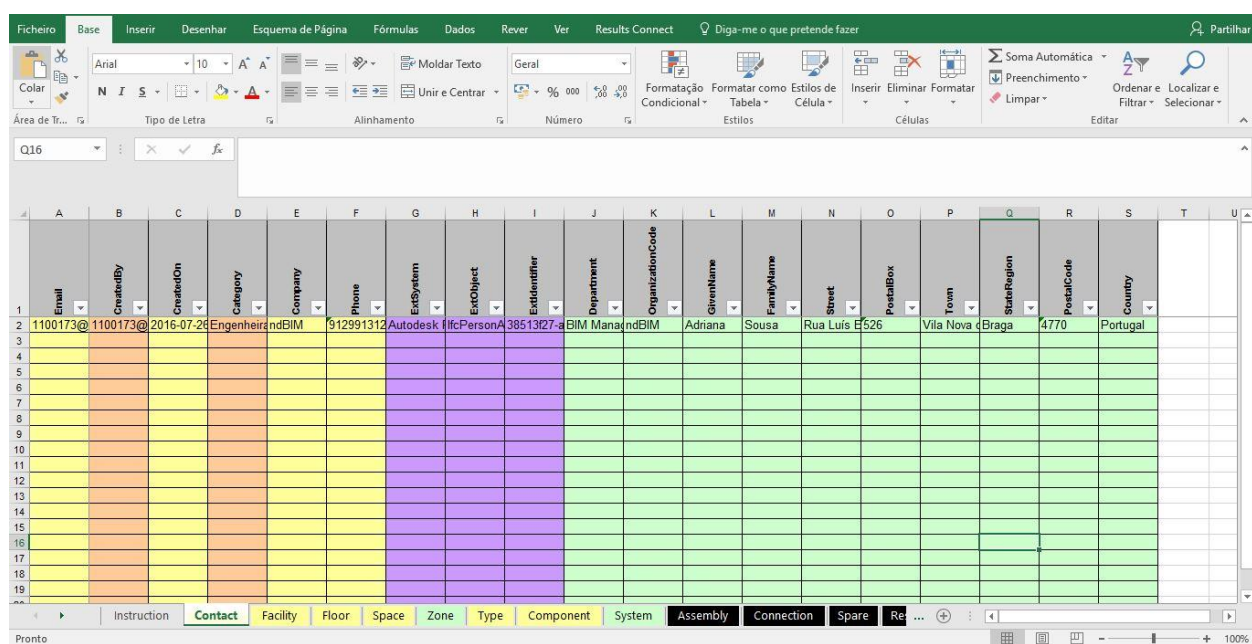 Ficheiro Base Inserir Desenhar Esquema de Página Fórmulas Dados Rever Ver Results Connect Diga-me o que pretende fazer Partilhar
Arial 10 A A Moldar Texto Geral Soma Automática
Colar Preenchimento
N I S A Unir e Centrar % 000 Formatação Formatar como Estilos de Inserir Eliminar Formatar Limpar Ordenar e Localizar e
Condicional Tabela Célula Filtrar Selecionar
Área de Tr... Tipo de Letra Alinhamento Número Estilos Células Editar
Q16 fx
A B C D E F G H I J K L M N O P Q R S T U
1 Email CreatedBy CreatedOn Category Company Phone ExtSystem ExtObject ExtIdentifier Department OrganizationCode GivenName FamilyName Street PostalBox Town StateRegion PostalCode Country
2 1100173@ 1100173@ 2016-07-26 Engenheira ndBIM 912991312 Autodesk IfcPersonA 38513f27-a BIM Manag ndBIM Adriana Sousa Rua Luís E 526 Vila Nova d Braga 4770 Portugal
3
4
5
6
7
8
9
10
11
12
13
14
15
16
17
18
19
Instruction Contact Facility Floor Space Zone Type Component System Assembly Connection Spare Re: ...
Pronto 100%